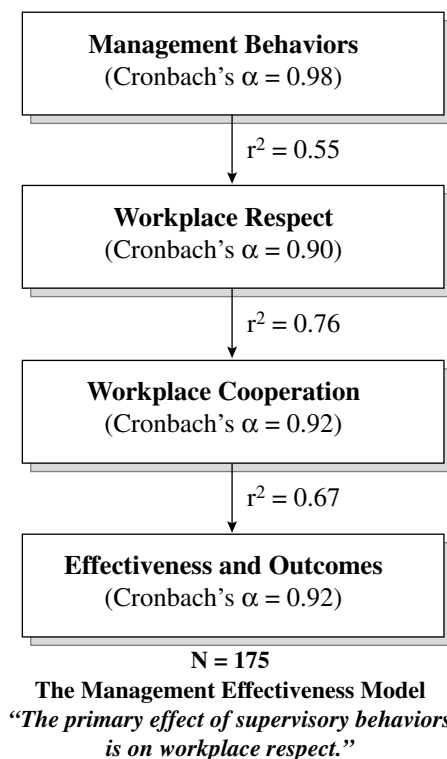 Management Behaviors
(Cronbach's α = 0.98)
r² = 0.55
Workplace Respect
(Cronbach's α = 0.90)
r² = 0.76
Workplace Cooperation
(Cronbach's α = 0.92)
r² = 0.67
Effectiveness and Outcomes
(Cronbach's α = 0.92)
N = 175
The Management Effectiveness Model
“The primary effect of supervisory behaviors
is on workplace respect.”